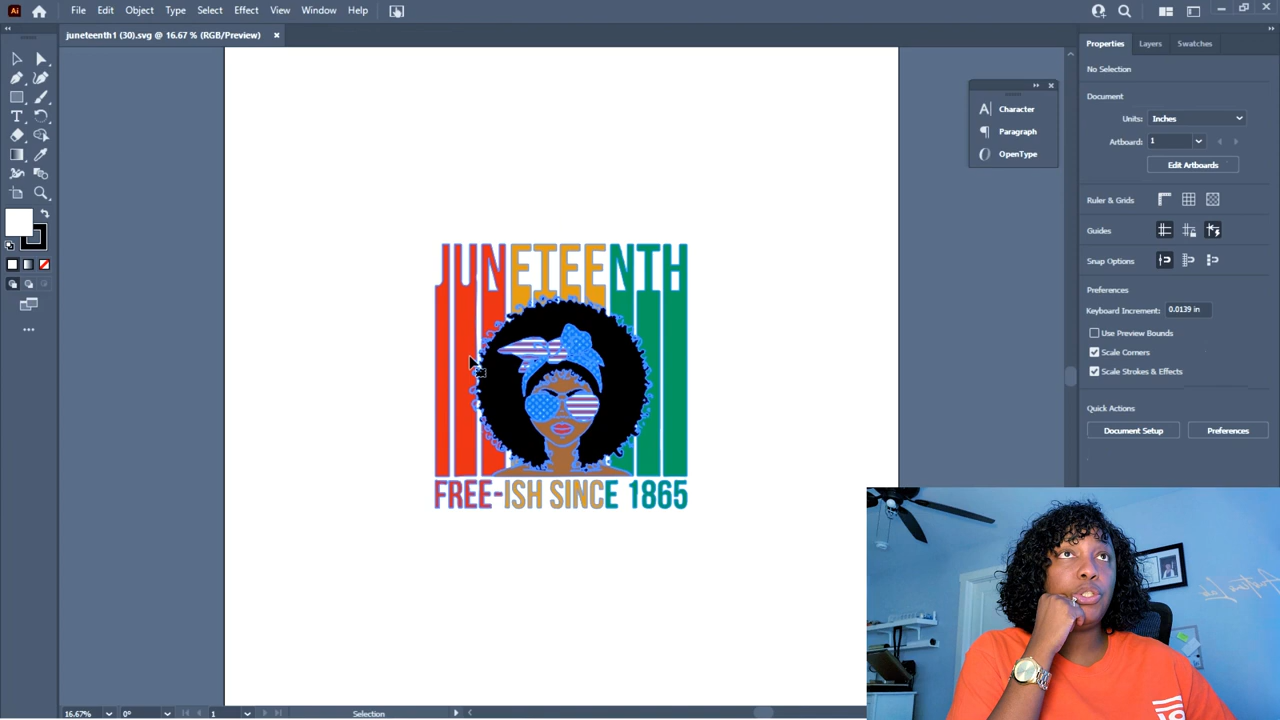 Ai File Edit Object Type Select Effect View Window Help
juneteenth1 (30).svg @ 16.67 % (RGB/Preview) ×
Properties Layers Swatches
No Selection
Document
Units: Inches
Artboard: 1
Edit Artboards
Ruler & Grids
Guides
Snap Options
Preferences
Keyboard Increment: 0.0139 in
Use Preview Bounds
Scale Corners
Scale Strokes & Effects
Quick Actions
Document Setup Preferences
Character
Paragraph
OpenType
JUNETEENTH
FREE-ISH SINCE 1865
16.67% 0° 1 Selection